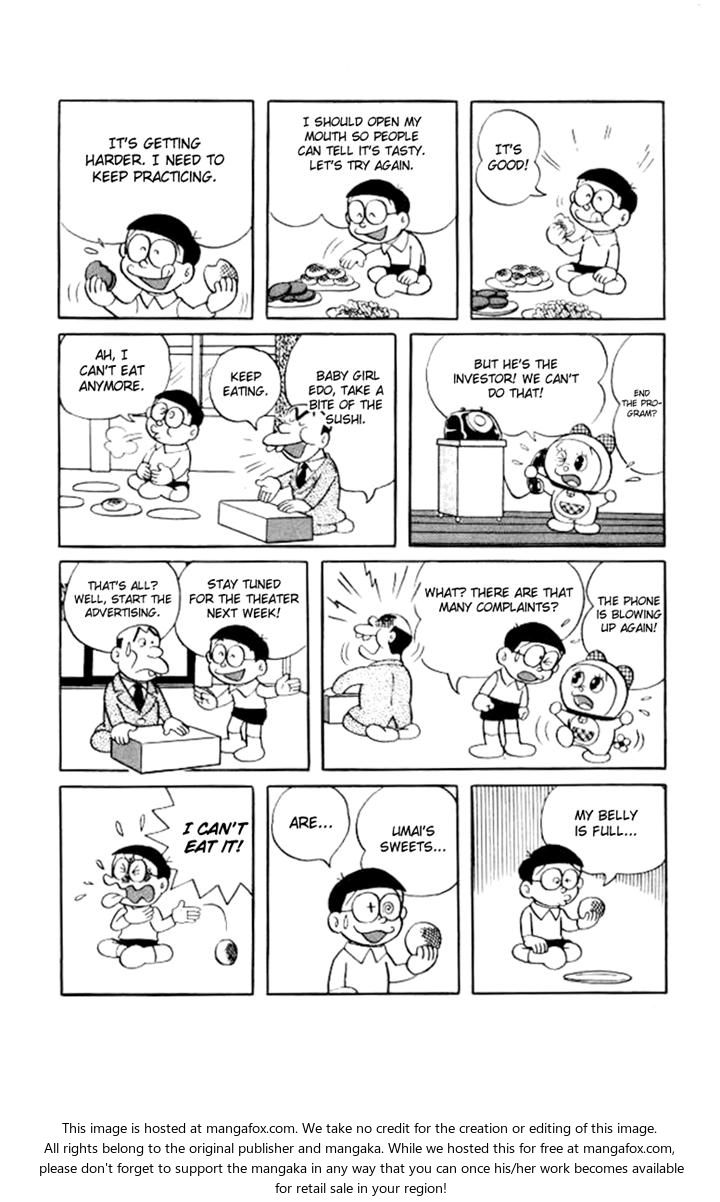 IT'S GOOD!
I SHOULD OPEN MY
MOUTH SO PEOPLE
CAN TELL IT'S TASTY.
LET'S TRY AGAIN.
IT'S GETTING
HARDER. I NEED TO
KEEP PRACTICING.
END
THE PRO-
GRAM?
BUT HE'S THE
INVESTOR! WE CAN'T
DO THAT!
BABY GIRL
EDO, TAKE A
BITE OF THE
SUSHI.
KEEP
EATING.
AH, I
CAN'T EAT
ANYMORE.
THE PHONE
IS BLOWING
UP AGAIN!
WHAT? THERE ARE THAT
MANY COMPLAINTS?
STAY TUNED
FOR THE THEATER
NEXT WEEK!
THAT'S ALL?
WELL, START THE
ADVERTISING.
MY BELLY
IS FULL...
UMAI'S
SWEETS...
ARE...
I CAN'T
EAT IT!
This image is hosted at mangafox.com. We take no credit for the creation or editing of this image.
All rights belong to the original publisher and mangaka. While we hosted this for free at mangafox.com,
please don't forget to support the mangaka in any way that you can once his/her work becomes available
for retail sale in your region!